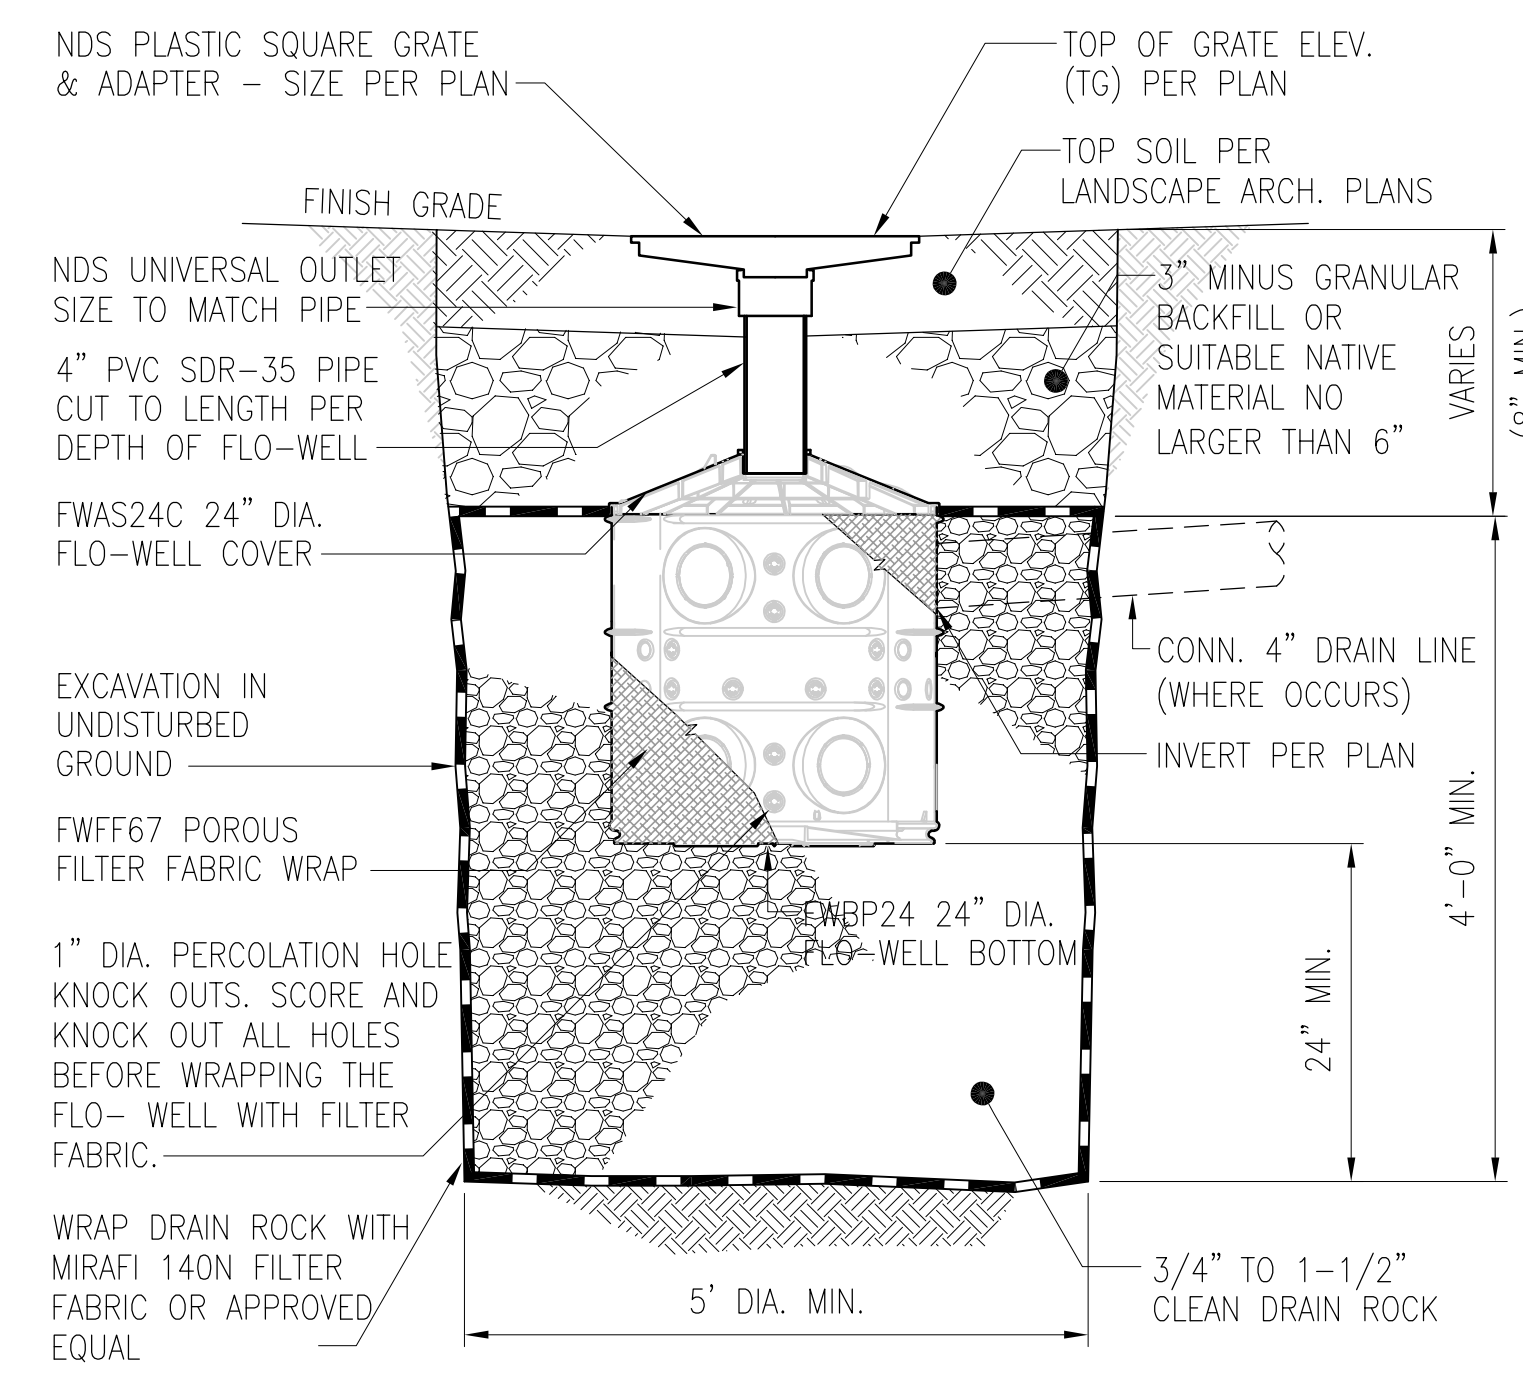 NDS PLASTIC SQUARE GRATE
& ADAPTER - SIZE PER PLAN
TOP OF GRATE ELEV.
(TG) PER PLAN
TOP SOIL PER
LANDSCAPE ARCH. PLANS
FINISH GRADE
NDS UNIVERSAL OUTLET
SIZE TO MATCH PIPE
4" PVC SDR-35 PIPE
CUT TO LENGTH PER
DEPTH OF FLO-WELL
FWAS24C 24" DIA.
FLO-WELL COVER
EXCAVATION IN
UNDISTURBED
GROUND
FWFF67 POROUS
FILTER FABRIC WRAP
1" DIA. PERCOLATION HOLE
KNOCK OUTS. SCORE AND
KNOCK OUT ALL HOLES
BEFORE WRAPPING THE
FLO- WELL WITH FILTER
FABRIC.
WRAP DRAIN ROCK WITH
MIRAFI 140N FILTER
FABRIC OR APPROVED
EQUAL
3" MINUS GRANULAR
BACKFILL OR
SUITABLE NATIVE
MATERIAL NO
LARGER THAN 6"
VARIES
MIN.)
CONN. 4" DRAIN LINE
(WHERE OCCURS)
INVERT PER PLAN
4'-0" MIN.
FWBP24 24" DIA.
FLO-WELL BOTTOM
24" MIN.
3/4" TO 1-1/2"
CLEAN DRAIN ROCK
5' DIA. MIN.